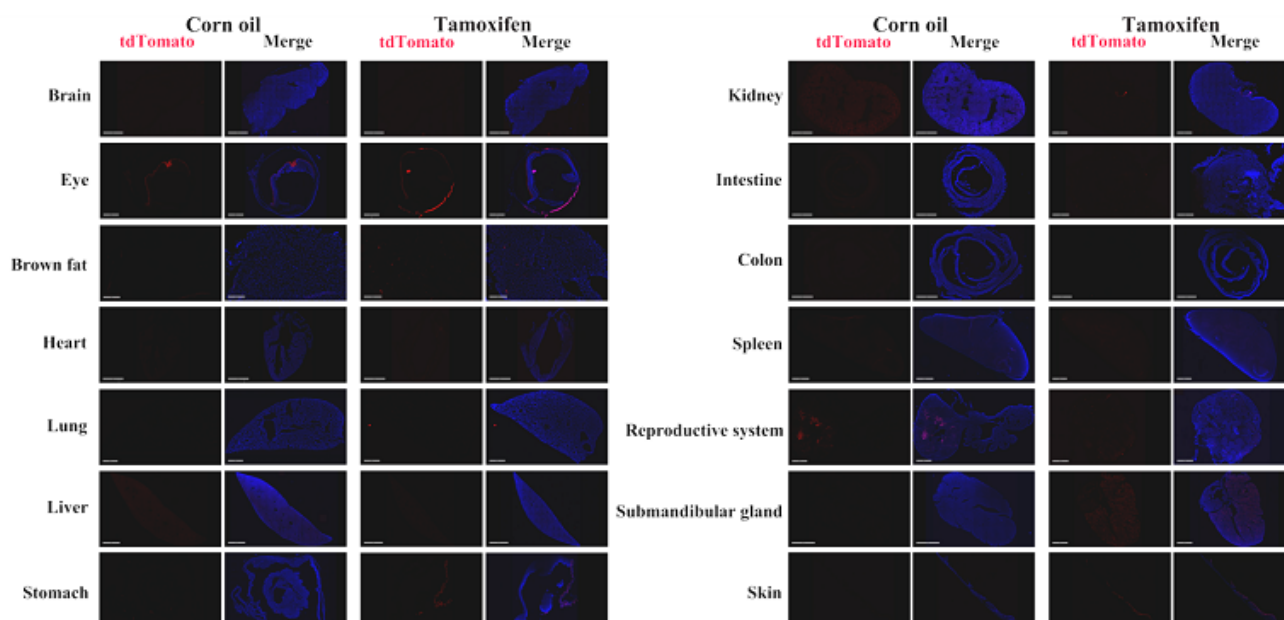 Corn oil Tamoxifen
tdTomato Merge tdTomato Merge
Brain
Eye
Brown fat
Heart
Lung
Liver
Stomach
Corn oil Tamoxifen
tdTomato Merge tdTomato Merge
Kidney
Intestine
Colon
Spleen
Reproductive system
Submandibular gland
Skin